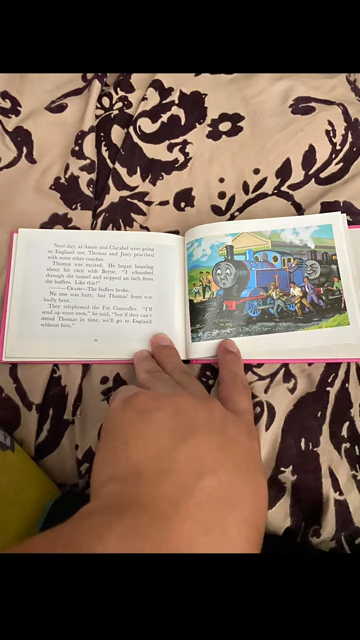 Next day, as Annie and Clarabel were going
to England too, Thomas and Percy practised
with some other coaches.
Thomas was excited. He began boasting
about his race with Bertie. "I whooshed
through the tunnel and stopped an inch from
the buffers. Like this!"
————Crash—The buffers broke.
No one was hurt; but Thomas' front was
badly bent.
They telephoned the Fat Controller. "I'll
send up some men," he said, "but if they can't
mend Thomas in time, we'll go to England
without him."